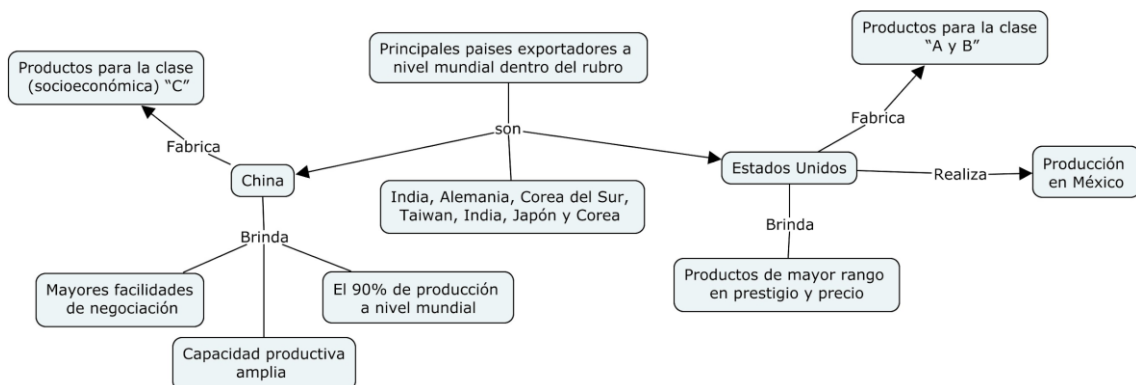 Principales paises exportadores a
nivel mundial dentro del rubro
son
Productos para la clase
(socioeconómica) "C"
Fabrica
China
Brinda
Mayores facilidades
de negociación
Capacidad productiva
amplia
El 90% de producción
a nivel mundial
India, Alemania, Corea del Sur,
Taiwan, India, Japón y Corea
Productos para la clase
"A y B"
Fabrica
Estados Unidos
Realiza
Producción
en México
Brinda
Productos de mayor rango
en prestigio y precio